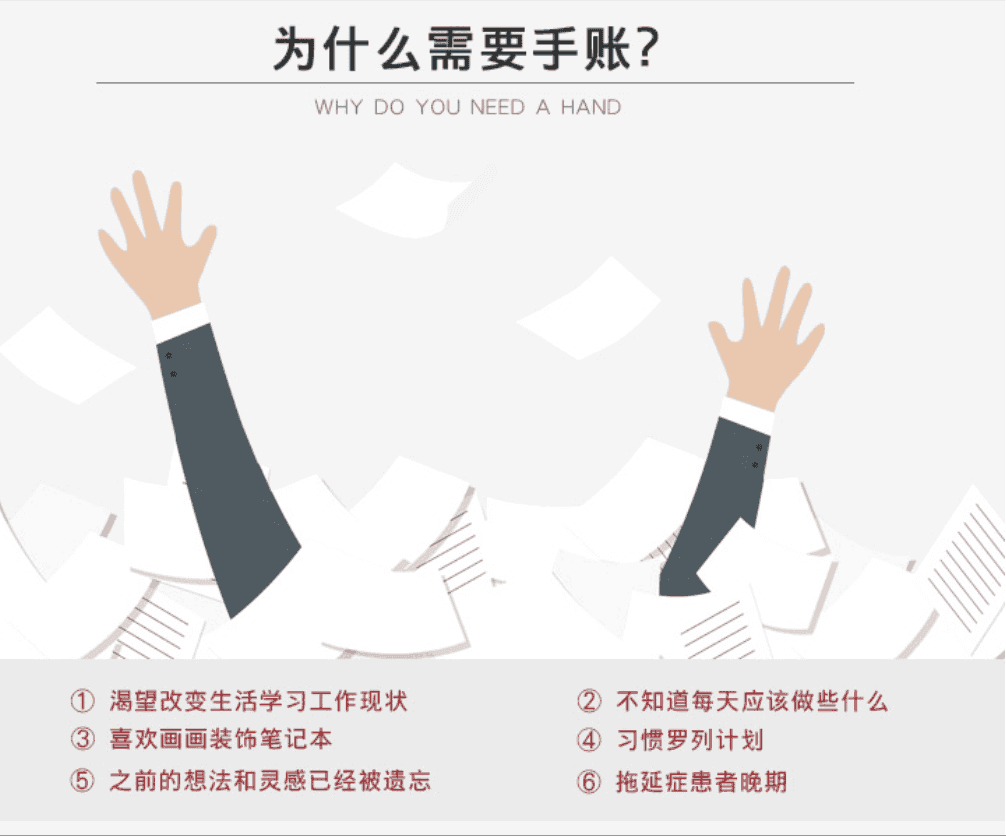 为什么需要手账?
WHY DO YOU NEED A HAND
① 渴望改变生活学习工作现状
② 不知道每天应该做些什么
③ 喜欢画画装饰笔记本
④ 习惯罗列计划
⑤ 之前的想法和灵感已经被遗忘
⑥ 拖延症患者晚期